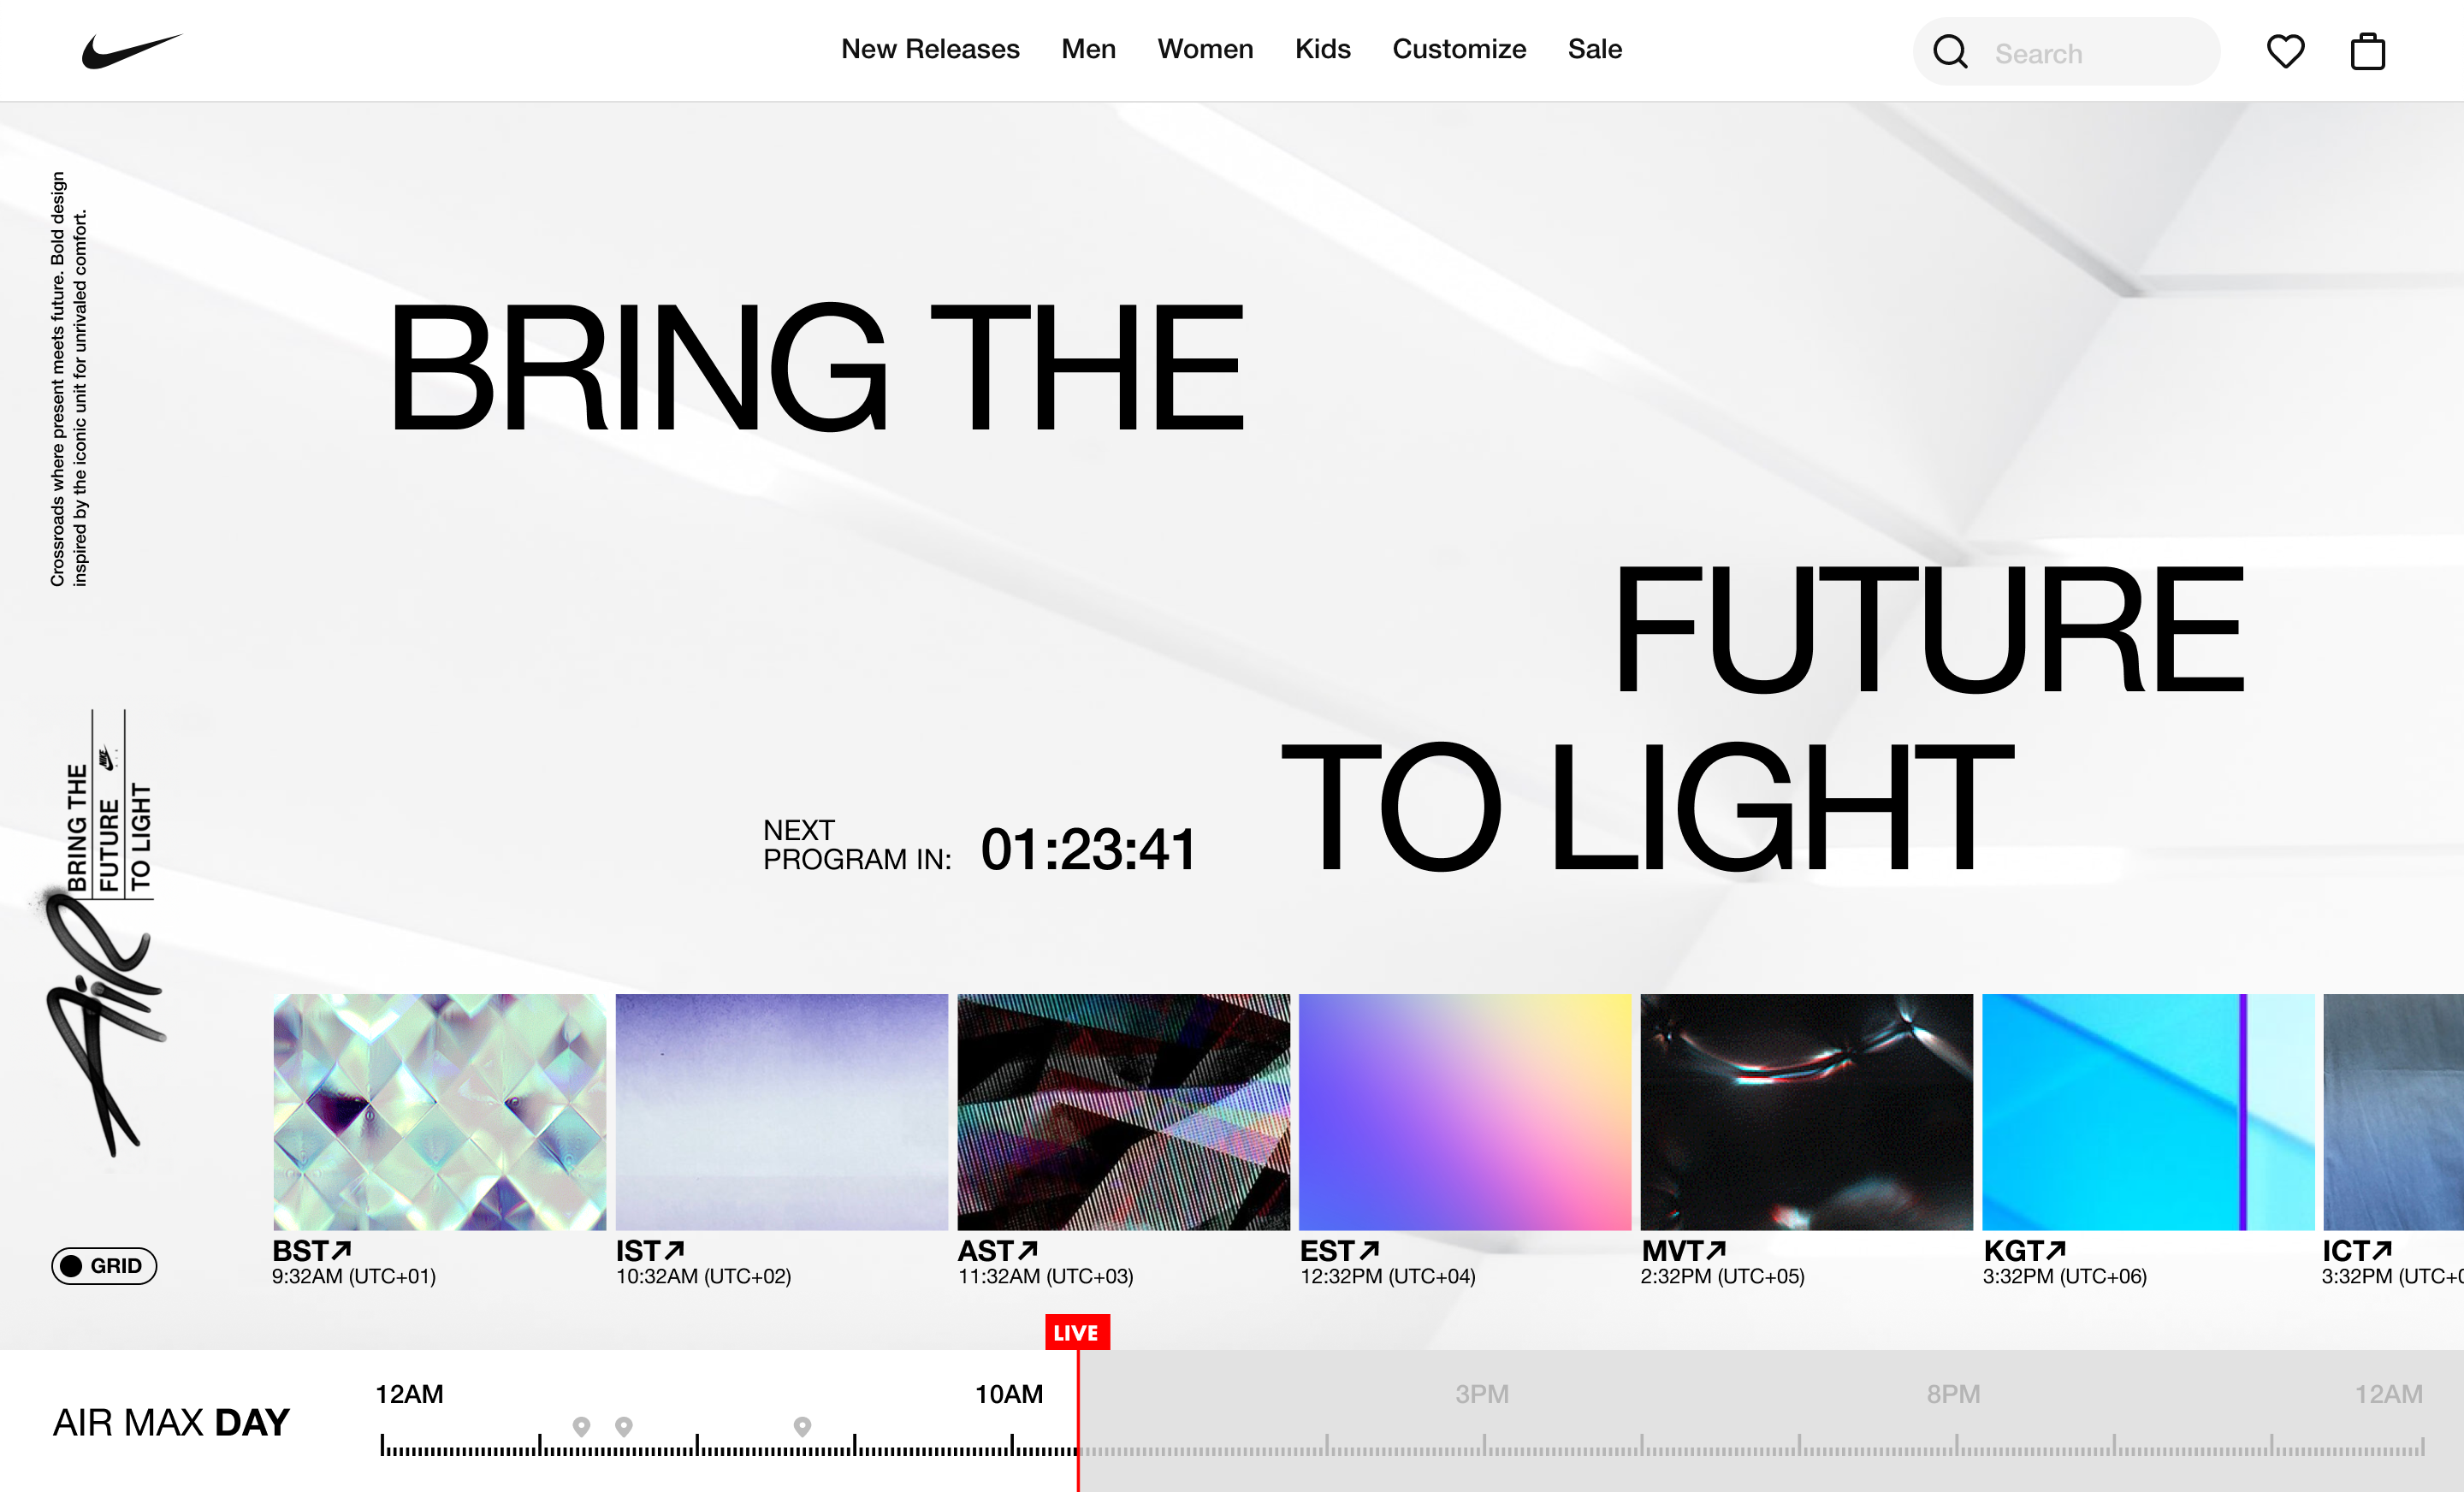 New Releases Men Women Kids Customize Sale
Search
Crossroads where present meets future. Bold design
inspired by the iconic unit for unrivaled comfort.
BRING THE
FUTURE
TO LIGHT
NEXT
PROGRAM IN: 01:23:41
BRING THE
FUTURE NIKE
TO LIGHT
AIR
BST↗
9:32AM (UTC+01)
IST↗
10:32AM (UTC+02)
AST↗
11:32AM (UTC+03)
EST↗
12:32PM (UTC+04)
MVT↗
2:32PM (UTC+05)
KGT↗
3:32PM (UTC+06)
ICT↗
3:32PM (UTC+0
GRID
LIVE
AIR MAX DAY
12AM 10AM 3PM 8PM 12AM